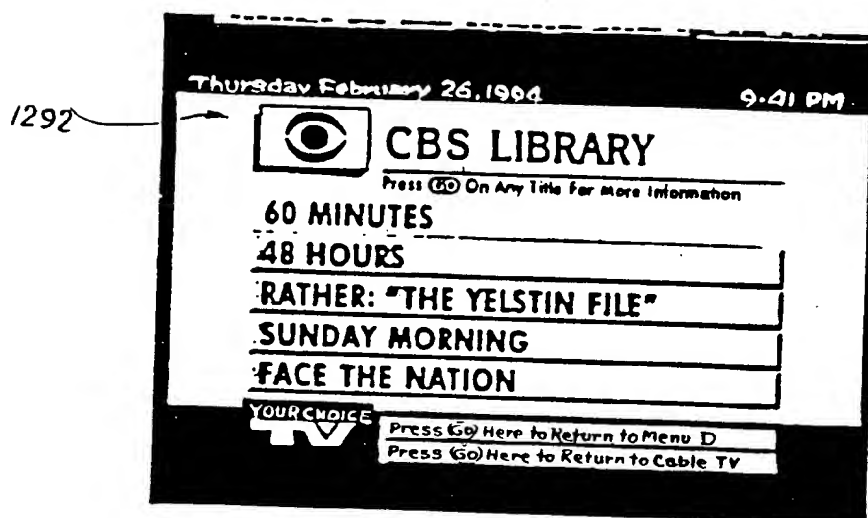 Thursday February 26, 1994 9:41 PM
1292
CBS LIBRARY
Press GO On Any Title For More Information
60 MINUTES
48 HOURS
RATHER: "THE YELSTIN FILE"
SUNDAY MORNING
FACE THE NATION
YOUR CHOICE
TV
Press Go Here to Return to Menu D
Press Go Here to Return to Cable TV